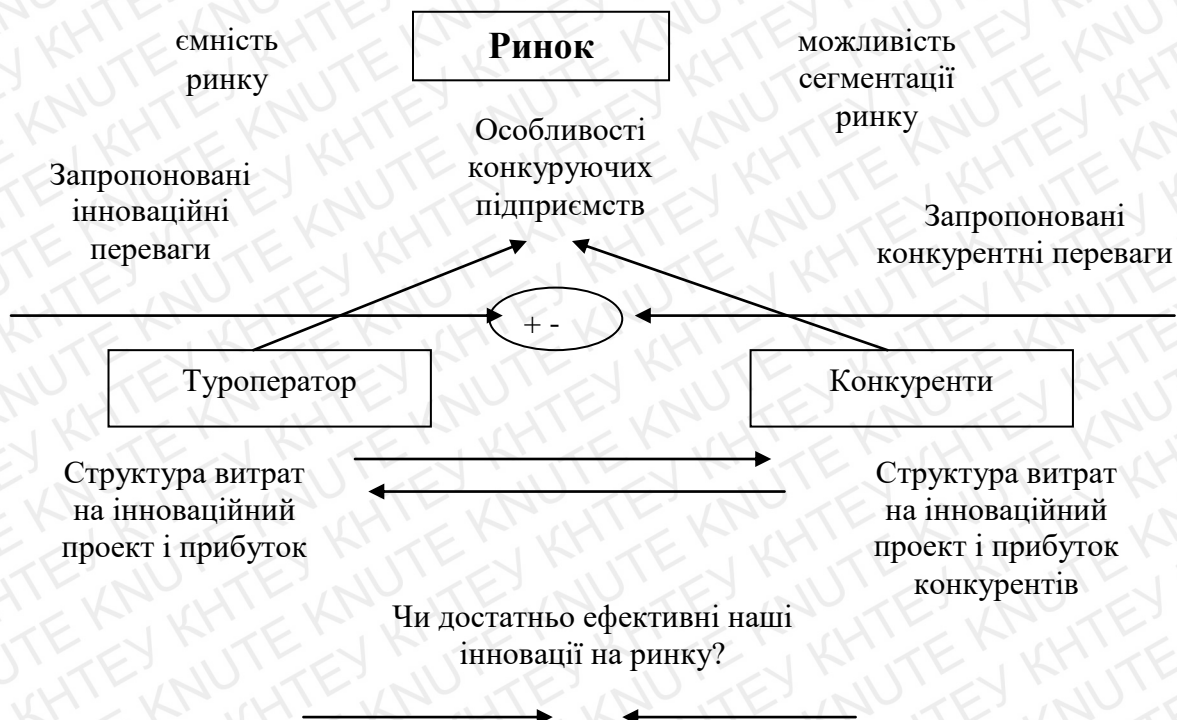 ємність
ринку
Ринок
можливість
сегментації
ринку
Особливості
конкуруючих
підприємств
Запропоновані
інноваційні
переваги
Запропоновані
конкурентні переваги
+ -
Туроператор
Конкуренти
Структура витрат
на інноваційний
проект і прибуток
Структура витрат
на інноваційний
проект і прибуток
конкурентів
Чи достатньо ефективні наші
інновації на ринку?